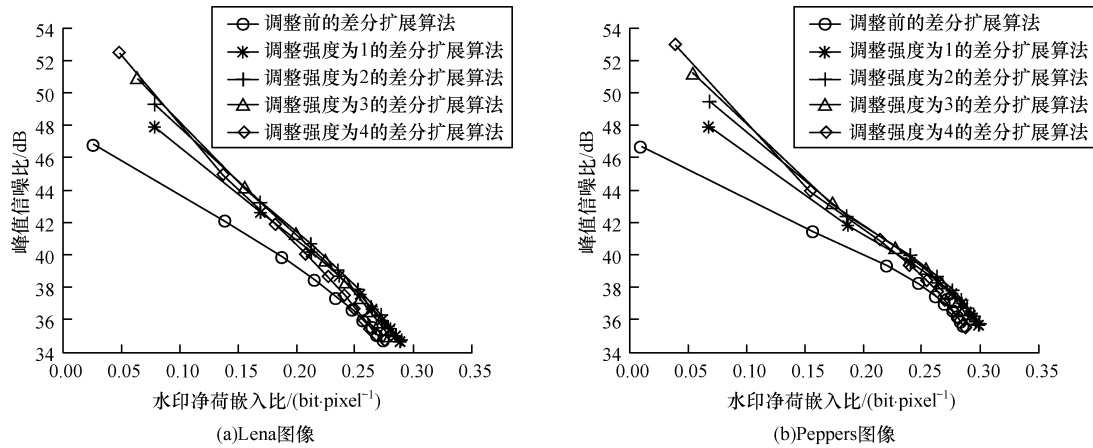 调整前的差分扩展算法
调整强度为1的差分扩展算法
调整强度为2的差分扩展算法
调整强度为3的差分扩展算法
调整强度为4的差分扩展算法
峰值信噪比/dB
54
52
50
48
46
44
42
40
38
36
34
0.00 0.05 0.10 0.15 0.20 0.25 0.30 0.35
水印净荷嵌入比/(bit·pixel⁻¹)
(a)Lena图像
调整前的差分扩展算法
调整强度为1的差分扩展算法
调整强度为2的差分扩展算法
调整强度为3的差分扩展算法
调整强度为4的差分扩展算法
峰值信噪比/dB
54
52
50
48
46
44
42
40
38
36
34
0.00 0.05 0.10 0.15 0.20 0.25 0.30 0.35
水印净荷嵌入比/(bit·pixel⁻¹)
(b)Peppers图像